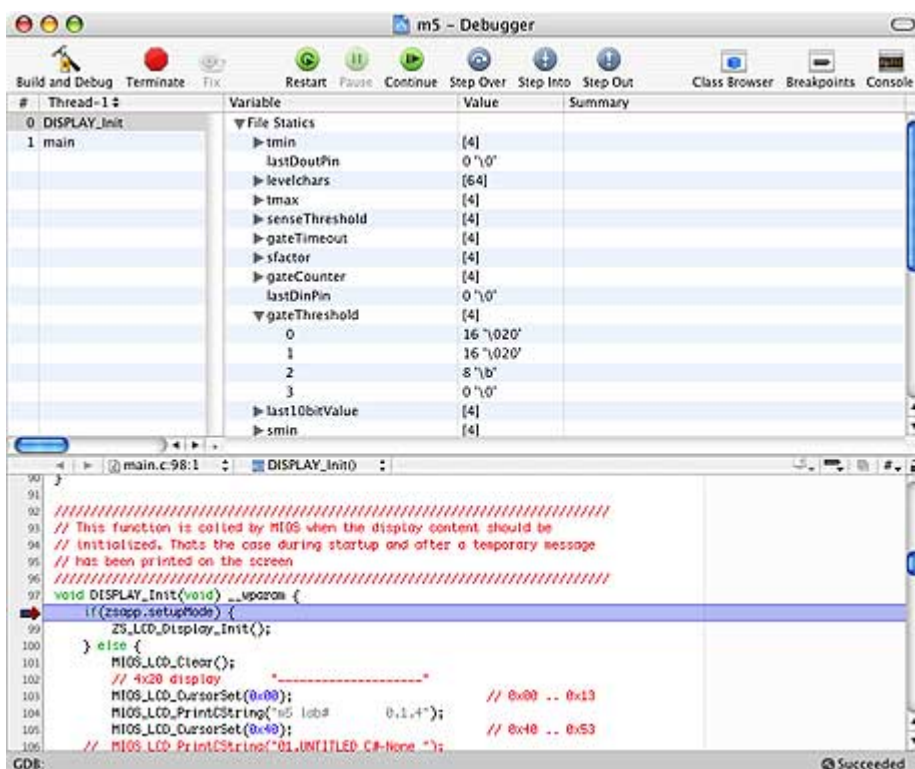 m5 – Debugger
Build and Debug Terminate Fix Restart Pause Continue Step Over Step Into Step Out Class Browser Breakpoints Console
# Thread-1 Variable Value Summary
0 DISPLAY_Init
1 main
File Statics
tmin [4]
lastDoutPin 0 '\0'
levelchars [64]
tmax [4]
senseThreshold [4]
gateTimeout [4]
sfactor [4]
gateCounter [4]
lastDinPin 0 '\0'
gateThreshold [4]
0 16 '\020'
1 16 '\020'
2 8 '\b'
3 0 '\0'
last10bitValue [4]
smin [4]
main.c:98:1 DISPLAY_Init() #
90 }
91
92 ////////////////////////////////////////////////////////////////////////////
93 // This function is called by MIOS when the display content should be
94 // initialized. Thats the case during startup and after a temporary message
95 // has been printed on the screen
96 ////////////////////////////////////////////////////////////////////////////
97 void DISPLAY_Init(void) __wparam {
if(zsapp.setupMode) {
99 ZS_LCD_Display_Init();
100 } else {
101 MIOS_LCD_Clear();
102 // 4x20 display "--------------------"
103 MIOS_LCD_CursorSet(0x00); // 0x00 .. 0x13
104 MIOS_LCD_PrintCString("m5 lab# 0.1.4");
105 MIOS_LCD_CursorSet(0x40); // 0x40 .. 0x53
106 // MIOS_LCD_PrintCString("01.UNTITLED C#-None ");
GDB: Succeeded